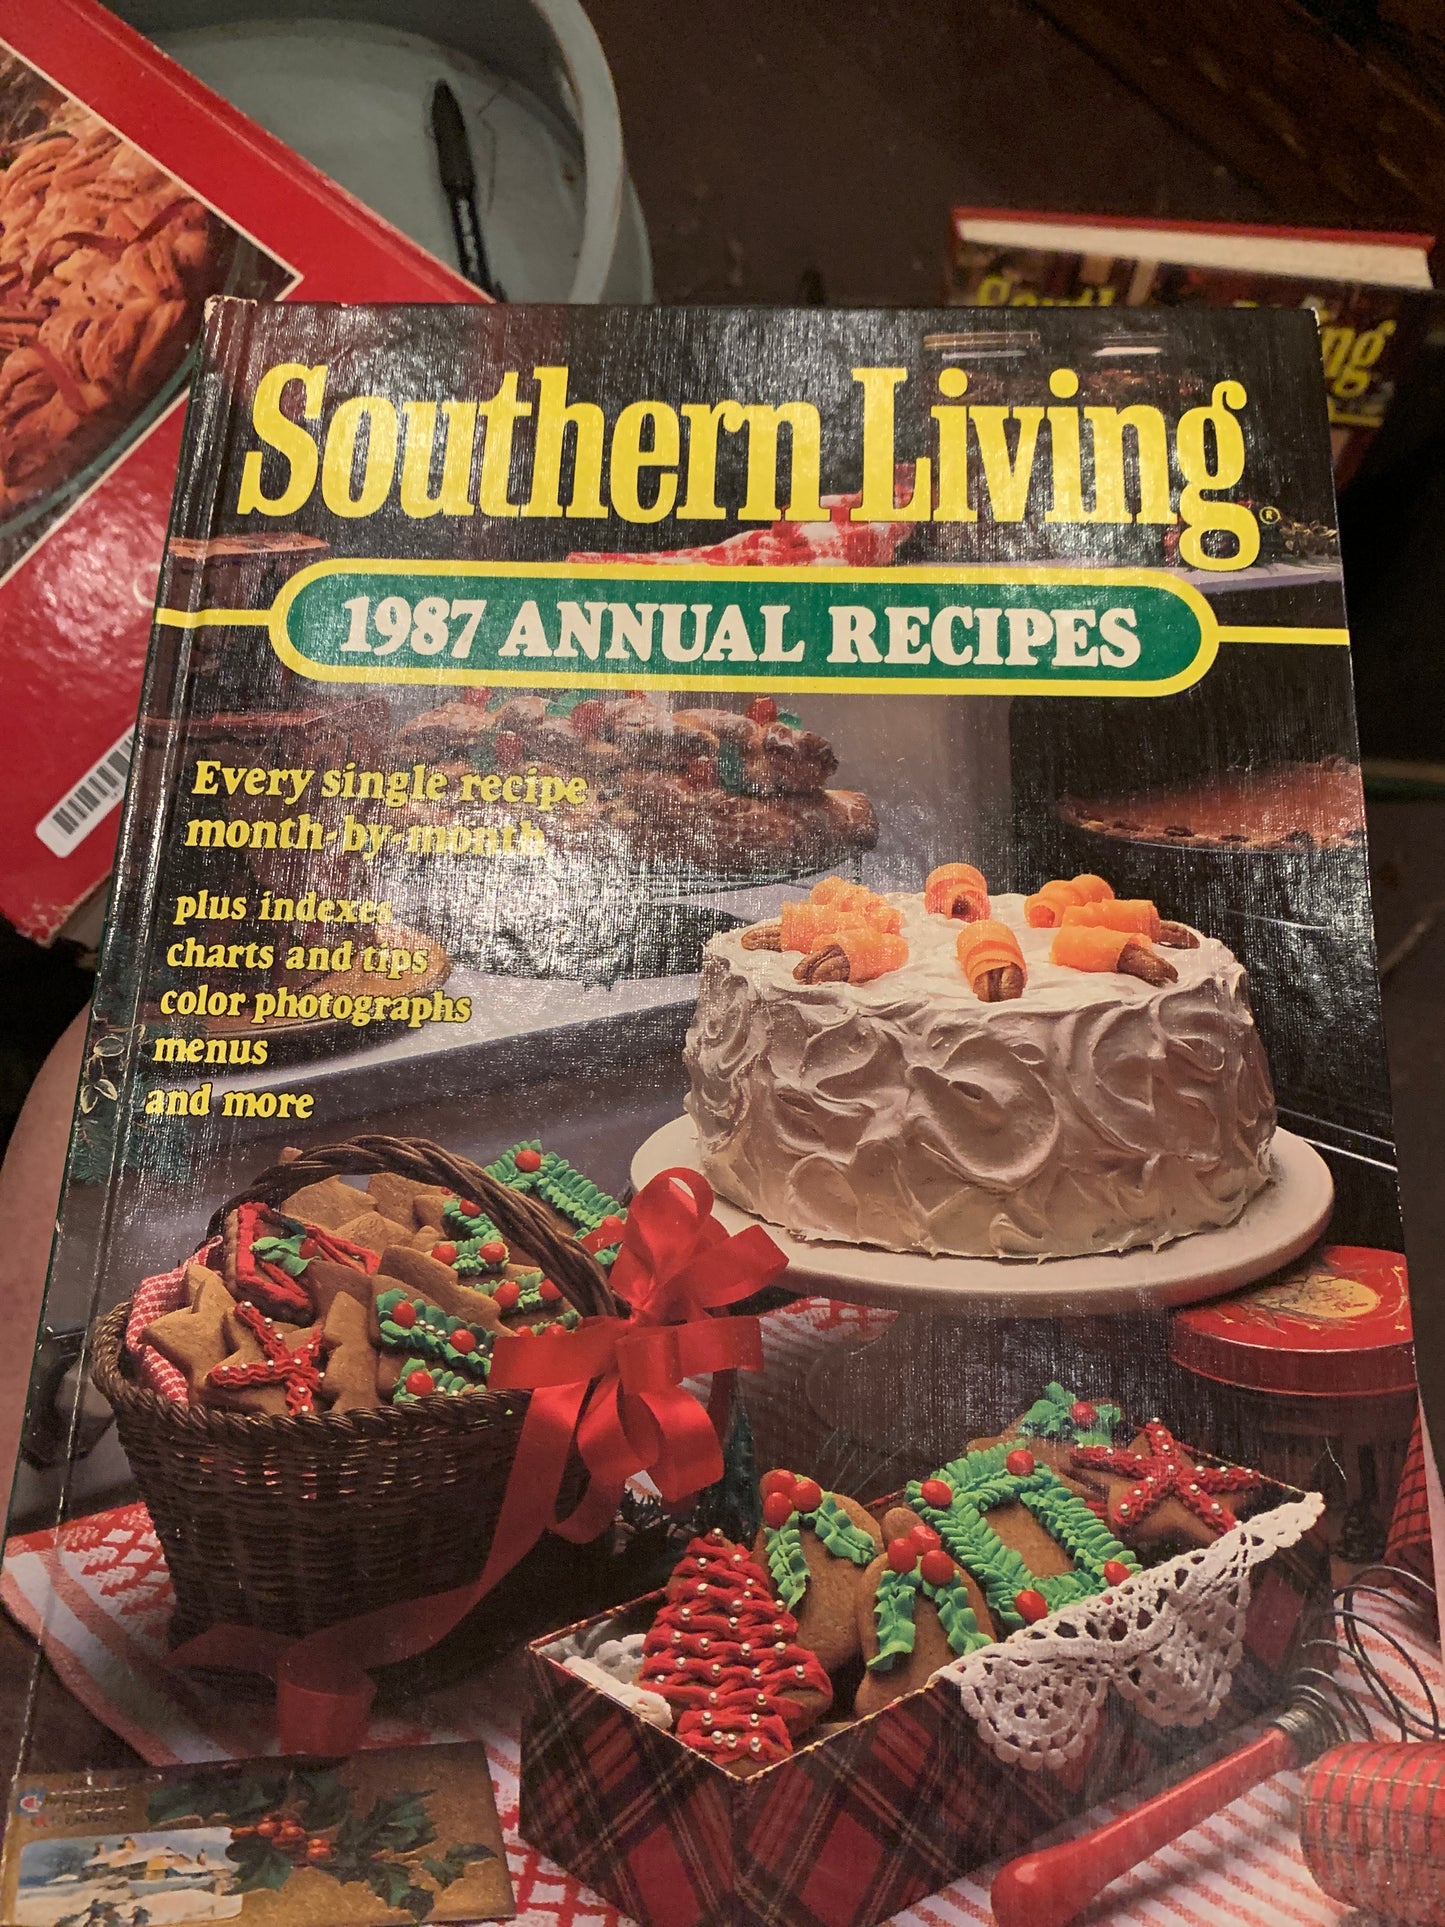 Southern Living®
1987 ANNUAL RECIPES
Every single recipe
month-by-month
plus indexes
charts and tips
color photographs
menus
and more